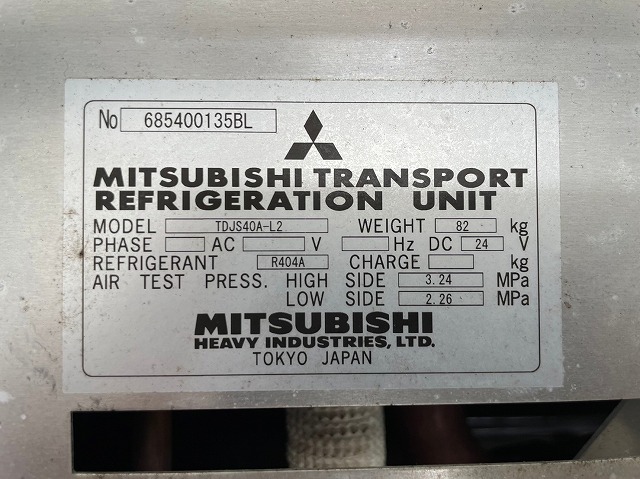 No 685400135BL
MITSUBISHI TRANSPORT
REFRIGERATION UNIT
MODEL TDJS40A-L2 WEIGHT 82 kg
PHASE AC V Hz DC 24 V
REFRIGERANT R404A CHARGE kg
AIR TEST PRESS. HIGH SIDE 3.24 MPa
LOW SIDE 2.26 MPa
MITSUBISHI
HEAVY INDUSTRIES, LTD.
TOKYO JAPAN